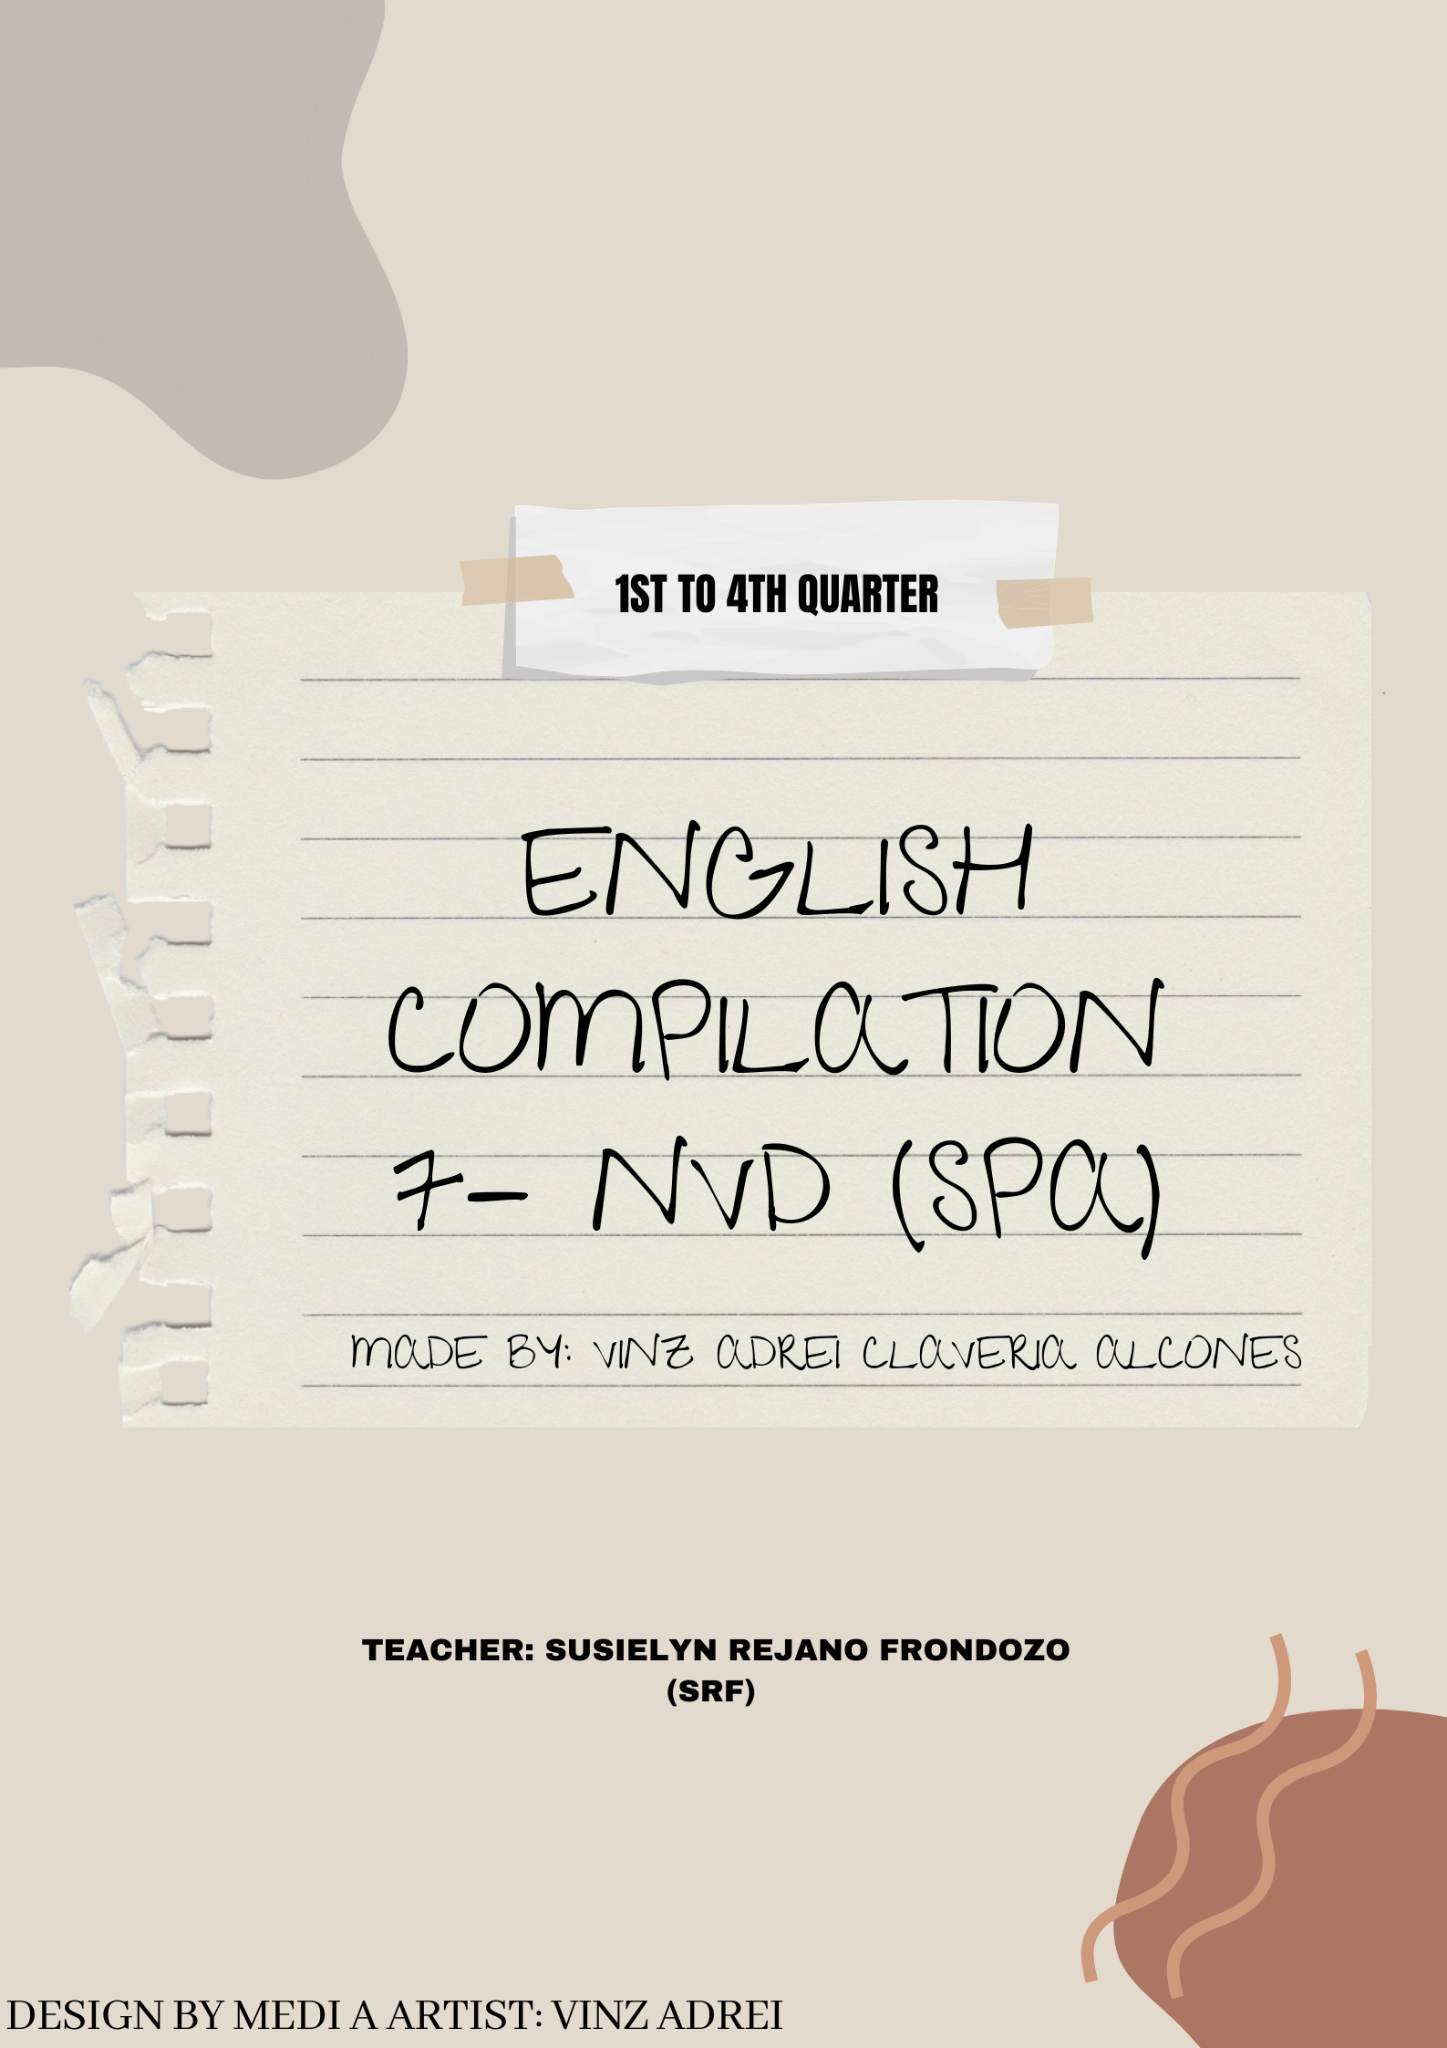 1ST TO 4TH QUARTER
ENGLISH
COMPILATION
7- NVD (SPA)
MADE BY: VINZ ADREI CLAVERIA ALCONES
TEACHER: SUSIELYN REJANO FRONDOZO
(SRF)
DESIGN BY MEDI A ARTIST: VINZ ADREI